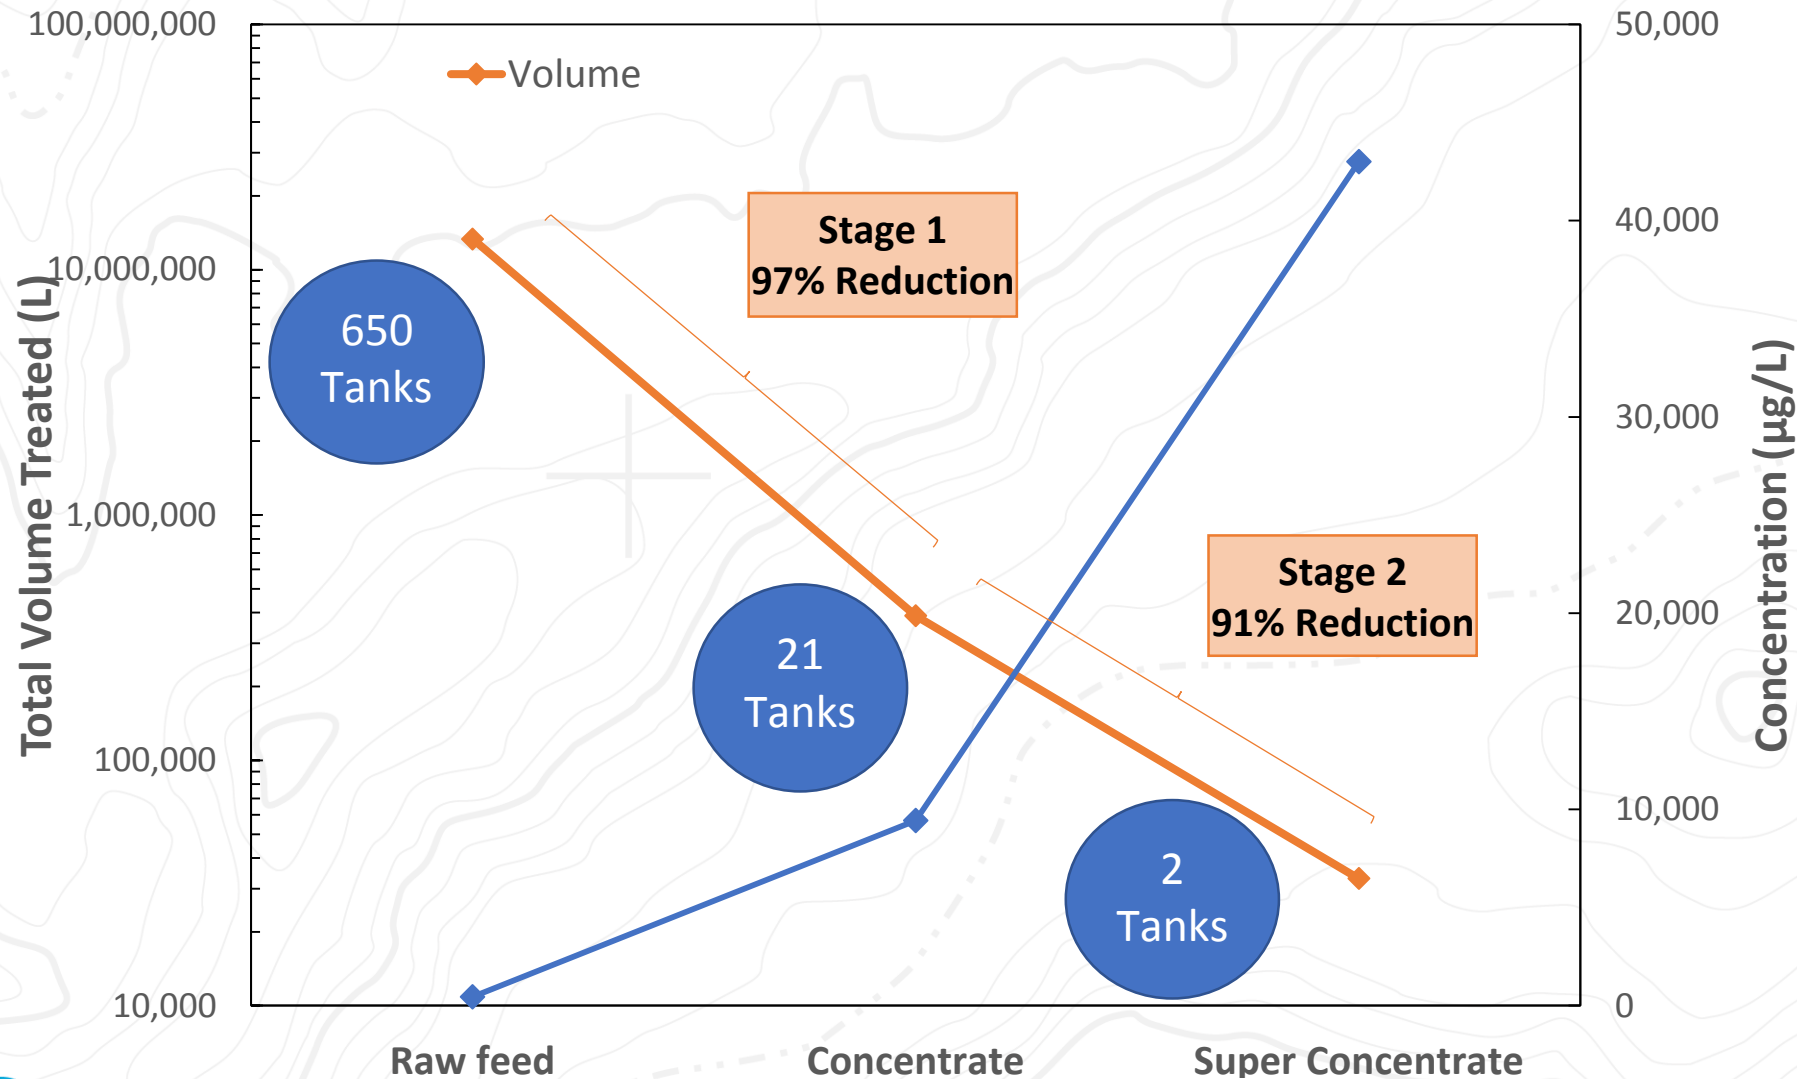 100,000,000
10,000,000
1,000,000
100,000
10,000
Total Volume Treated (L)
Volume
Stage 1
97% Reduction
650
Tanks
21
Tanks
Stage 2
91% Reduction
2
Tanks
50,000
40,000
30,000
20,000
10,000
0
Concentration (µg/L)
Raw feed
Concentrate
Super Concentrate